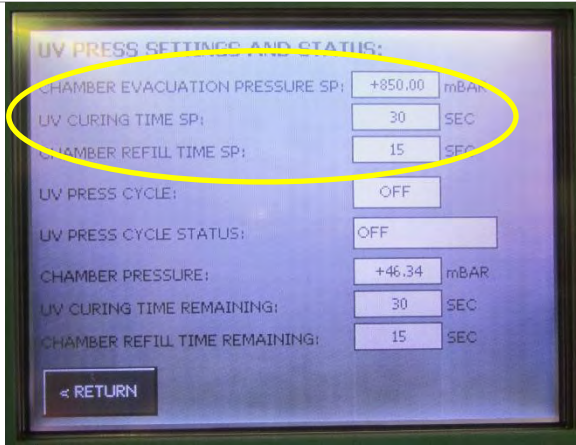 UV PRESS SETTINGS AND STATUS:
CHAMBER EVACUATION PRESSURE SP: +850.00 mBAR
UV CURING TIME SP: 30 SEC
CHAMBER REFILL TIME SP: 15 SEC
UV PRESS CYCLE: OFF
UV PRESS CYCLE STATUS: OFF
CHAMBER PRESSURE: +46.34 mBAR
UV CURING TIME REMAINING: 30 SEC
CHAMBER REFILL TIME REMAINING: 15 SEC
< RETURN